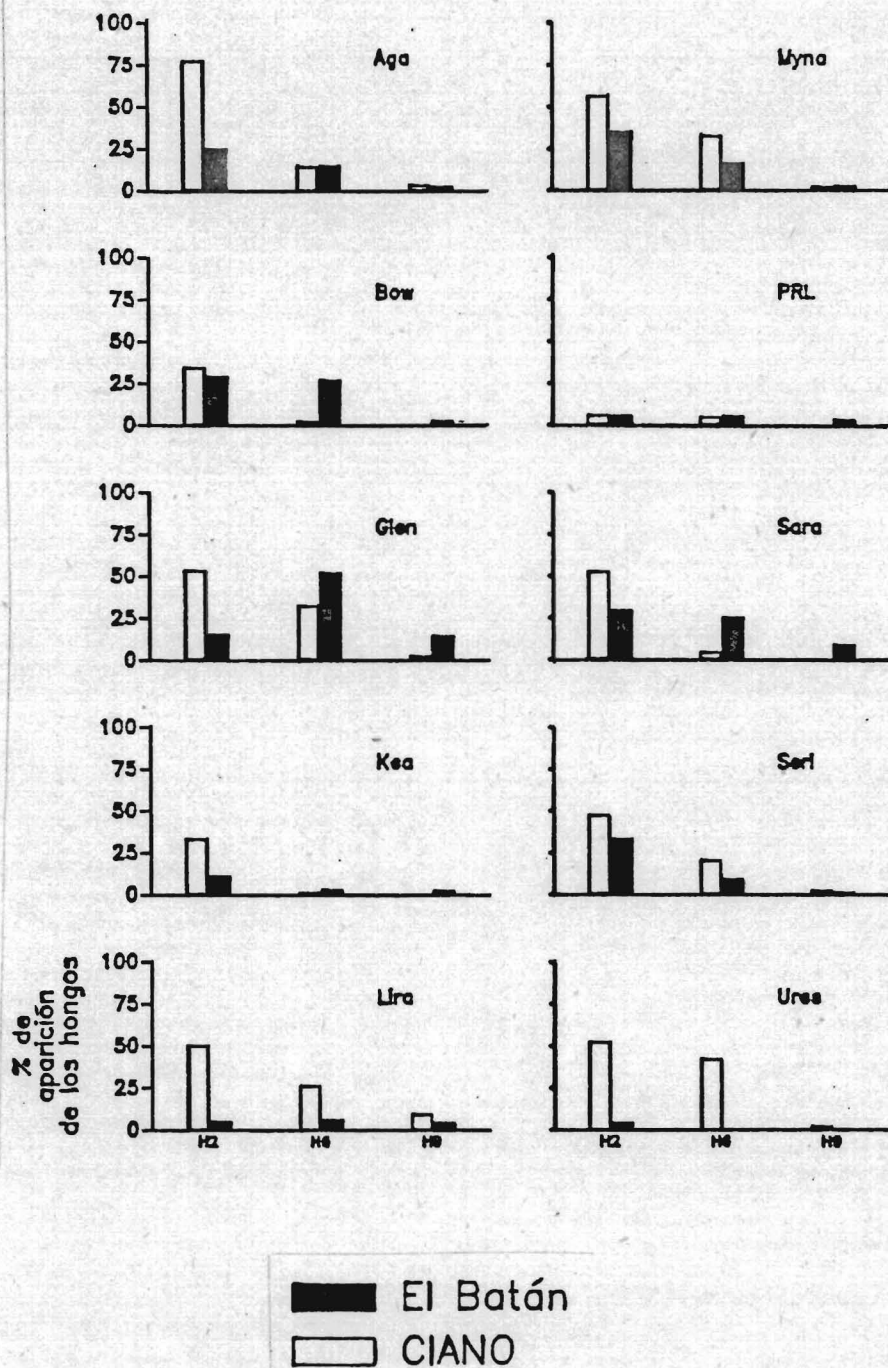 100
75
50
25
0
Aga
Myna
100
75
50
25
0
Bow
PRL
100
75
50
25
0
Glen
Sara
100
75
50
25
0
Kea
Seri
100
75
50
25
0
Lira
Ures
% de
aparición
de los hongos
H2 H6 H9
H2 H6 H9
El Batán
CIANO